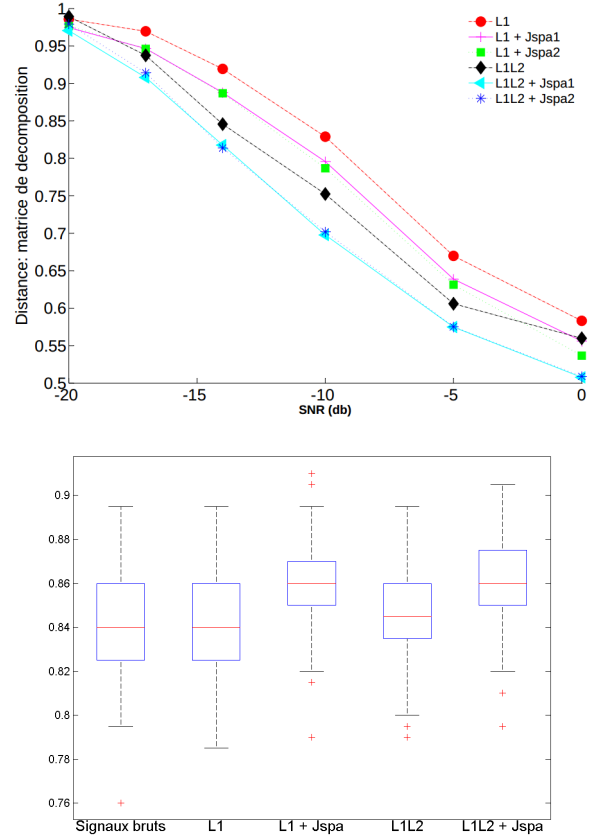 1
0.95
0.9
0.85
0.8
0.75
0.7
0.65
0.6
0.55
0.5
Distance: matrice de decomposition
L1
L1 + Jspa1
L1 + Jspa2
L1L2
L1L2 + Jspa1
L1L2 + Jspa2
-20 -15 -10 -5 0
SNR (db)
0.9
0.88
0.86
0.84
0.82
0.8
0.78
0.76
Signaux bruts L1 L1 + Jspa L1L2 L1L2 + Jspa